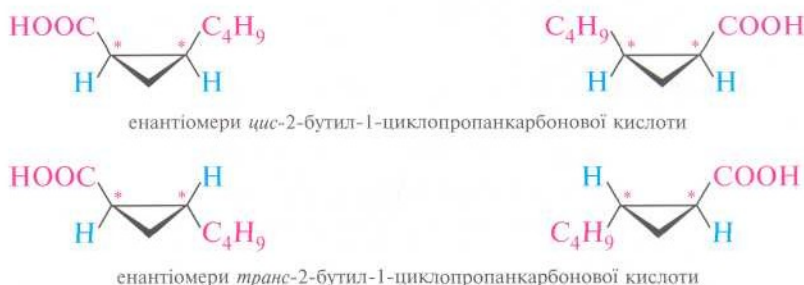 HOOC * * C₄H₉ C₄H₉ * * COOH
H H H H
енантіомери цис-2-бутил-1-циклопропанкарбонової кислоти
HOOC * * H H * * COOH
H C₄H₉ C₄H₉ H
енантіомери транс-2-бутил-1-циклопропанкарбонової кислоти